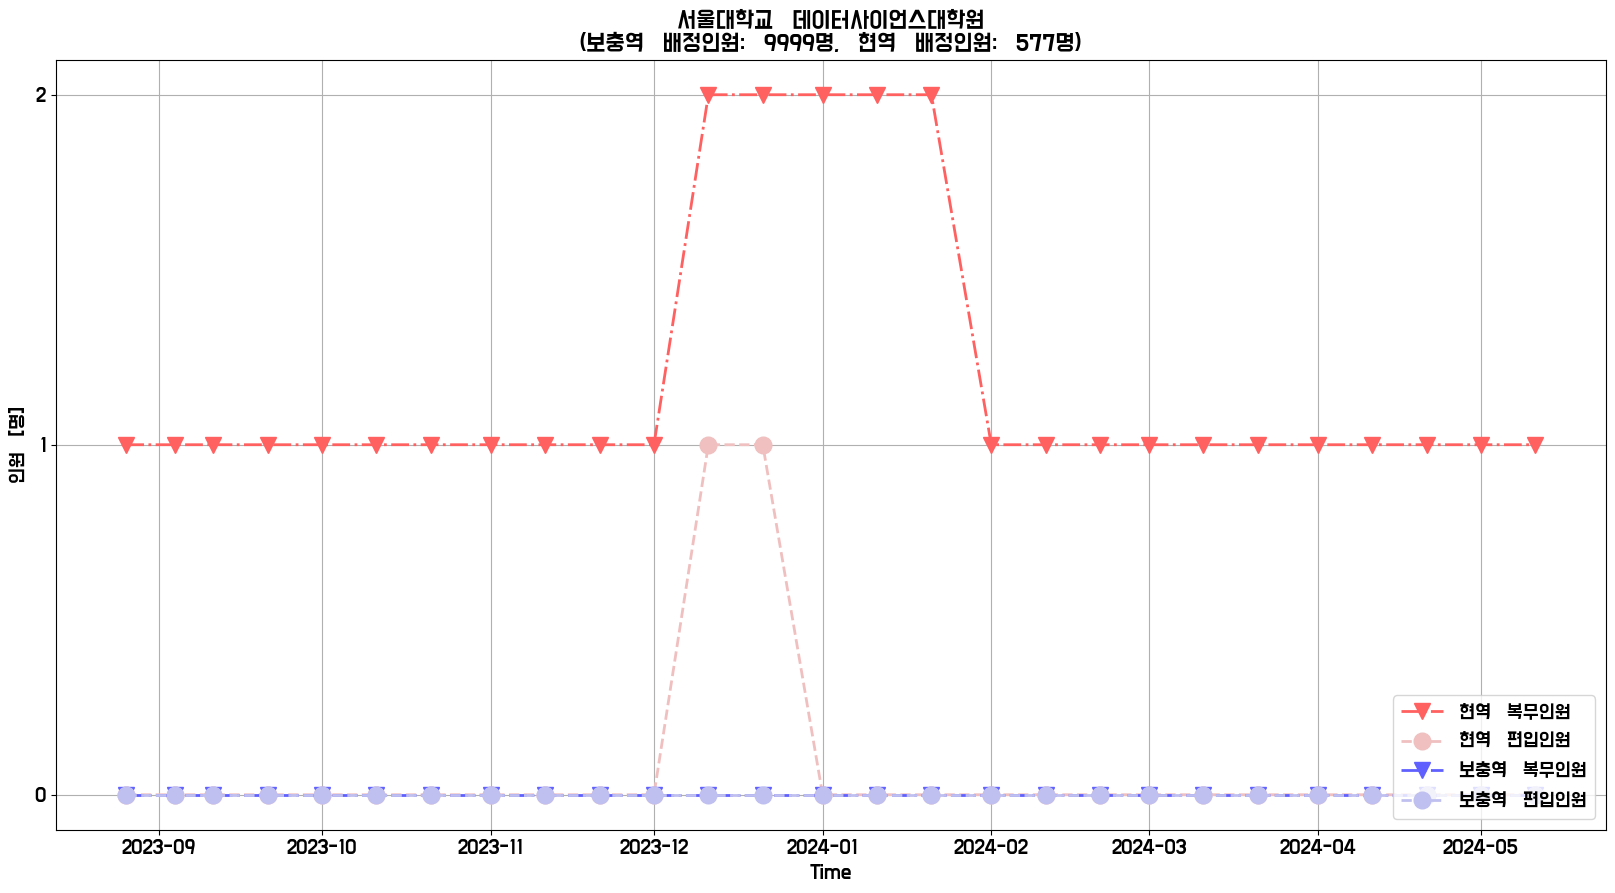 서울대학교 데이터사이언스대학원
(보충역 배정인원: 9999명, 현역 배정인원: 577명)
인원 [명]
2
1
0
현역 복무인원
현역 편입인원
보충역 복무인원
보충역 편입인원
2023-09 2023-10 2023-11 2023-12 2024-01 2024-02 2024-03 2024-04 2024-05
Time